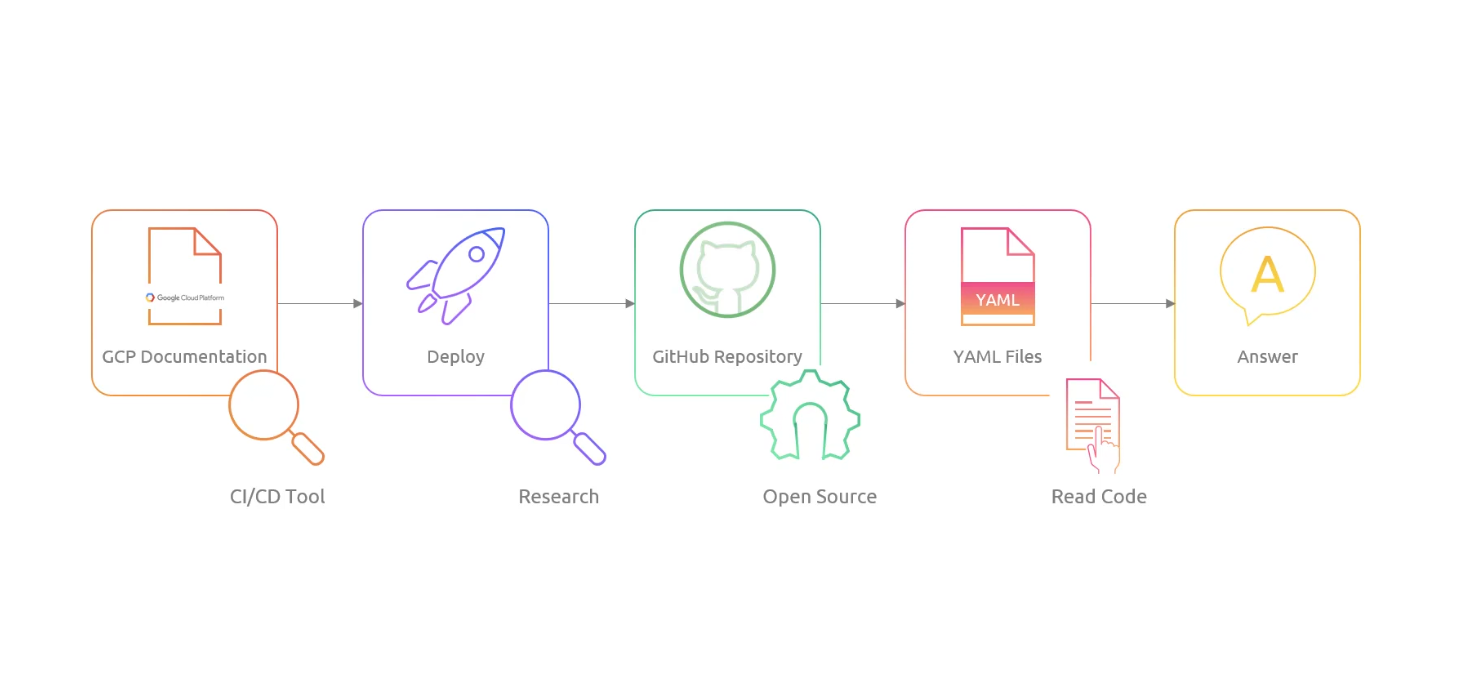 Google Cloud Platform
GCP Documentation
Deploy
GitHub Repository
YAML
YAML Files
A
Answer
CI/CD Tool
Research
Open Source
Read Code